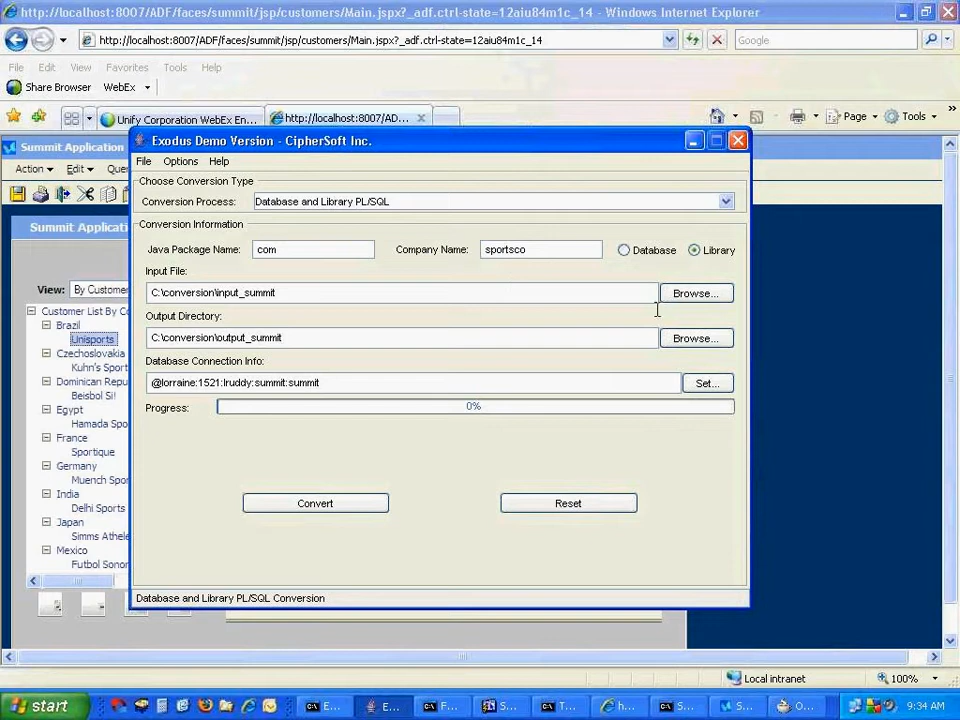 http://localhost:8007/ADF/faces/summit/jsp/customers/Main.jspx?_adf.ctrl-state=12aiu84m1c_14 - Windows Internet Explorer
http://localhost:8007/ADF/faces/summit/jsp/customers/Main.jspx?_adf.ctrl-state=12aiu84m1c_14
Google
File Edit View Favorites Tools Help
Share Browser WebEx
Unify Corporation WebEx En...
http://localhost:8007/AD...
Page
Tools
Summit Application
Action Edit Que
Summit Applicati
View: By Custome
Customer List By Co
Brazil
Unisports
Czechoslovakia
Kuhn's Sport
Dominican Repu
Beisbol Si!
Egypt
Hamada Spo
France
Sportique
Germany
Muench Spor
India
Delhi Sports
Japan
Simms Athele
Mexico
Futbol Sonor
Exodus Demo Version - CipherSoft Inc.
File Options Help
Choose Conversion Type
Conversion Process: Database and Library PL/SQL
Conversion Information
Java Package Name: com Company Name: sportsco Database Library
Input File:
C:\conversion\input_summit Browse...
Output Directory:
C:\conversion\output_summit Browse...
Database Connection Info:
@lorraine:1521:lruddy:summit:summit Set...
Progress: 0%
Convert Reset
Database and Library PL/SQL Conversion
Local intranet 100%
start E... E... F... S... T... h... S... S... O... 9:34 AM